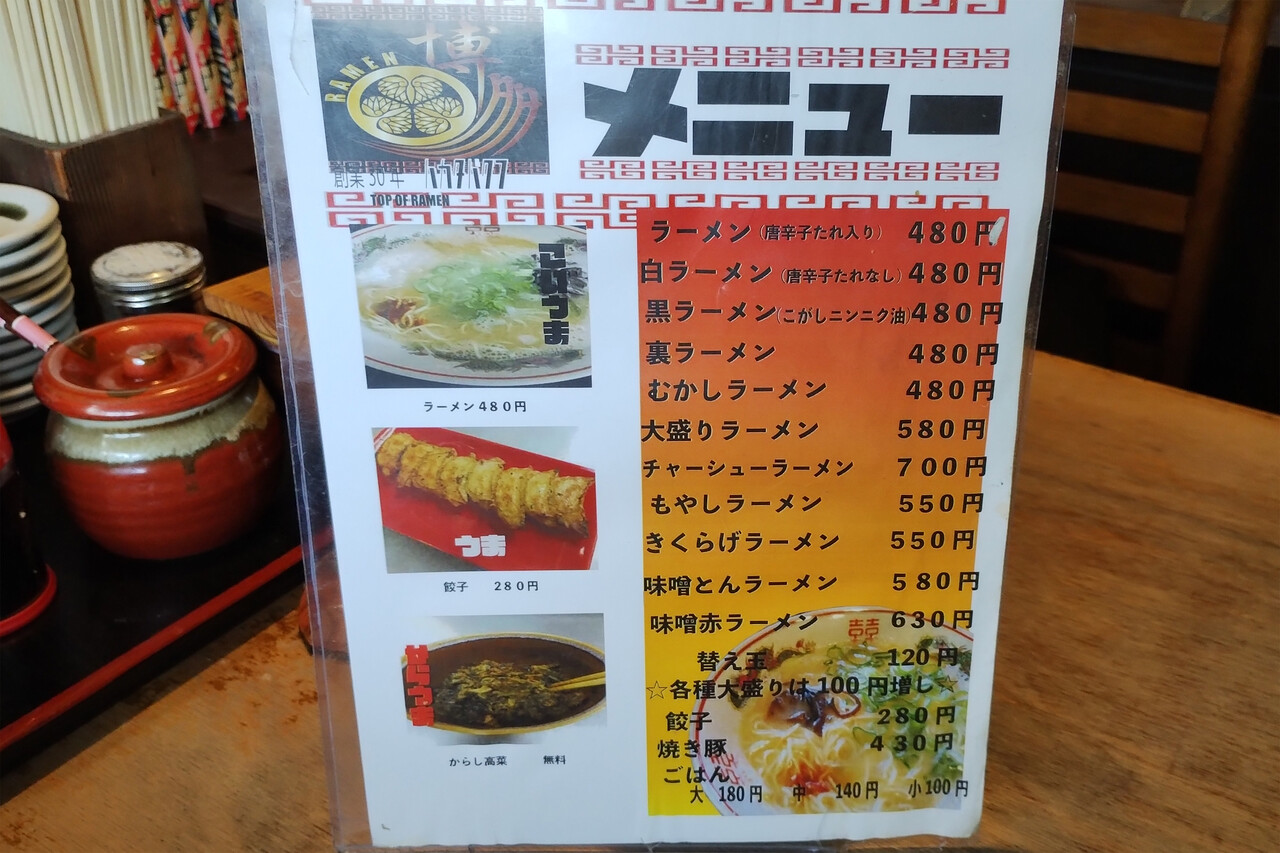 RAMEN
博朋
メニュー
創業30年
TOP OF RAMEN
こいうま
ラーメン480円
うま
餃子 280円
からし高菜 無料
ラーメン(唐辛子たれ入り) 480円
白ラーメン(唐辛子たれなし) 480円
黒ラーメン(こがしニンニク油) 480円
裏ラーメン 480円
むかしラーメン 480円
大盛りラーメン 580円
チャーシューラーメン 700円
もやしラーメン 550円
きくらげラーメン 550円
味噌とんラーメン 580円
味噌赤ラーメン 630円
替え玉 120円
☆各種大盛りは100円増し☆
餃子 280円
焼き豚 430円
ごはん
大 180円 中 140円 小100円